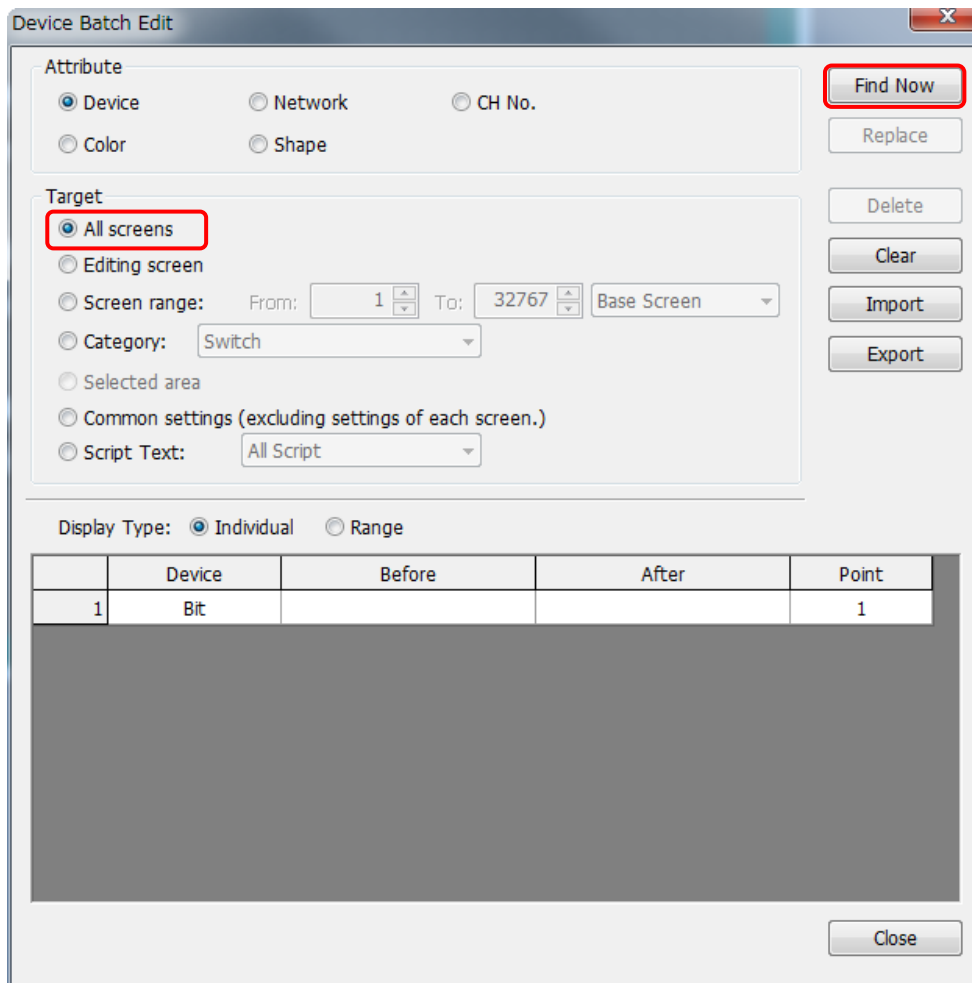 Device Batch Edit
x
Attribute
Device Network CH No.
Color Shape
Find Now
Replace
Target
All screens
Editing screen
Screen range: From: 1 To: 32767 Base Screen
Category: Switch
Selected area
Common settings (excluding settings of each screen.)
Script Text: All Script
Delete
Clear
Import
Export
Display Type: Individual Range
Device Before After Point
1 Bit 1
Close